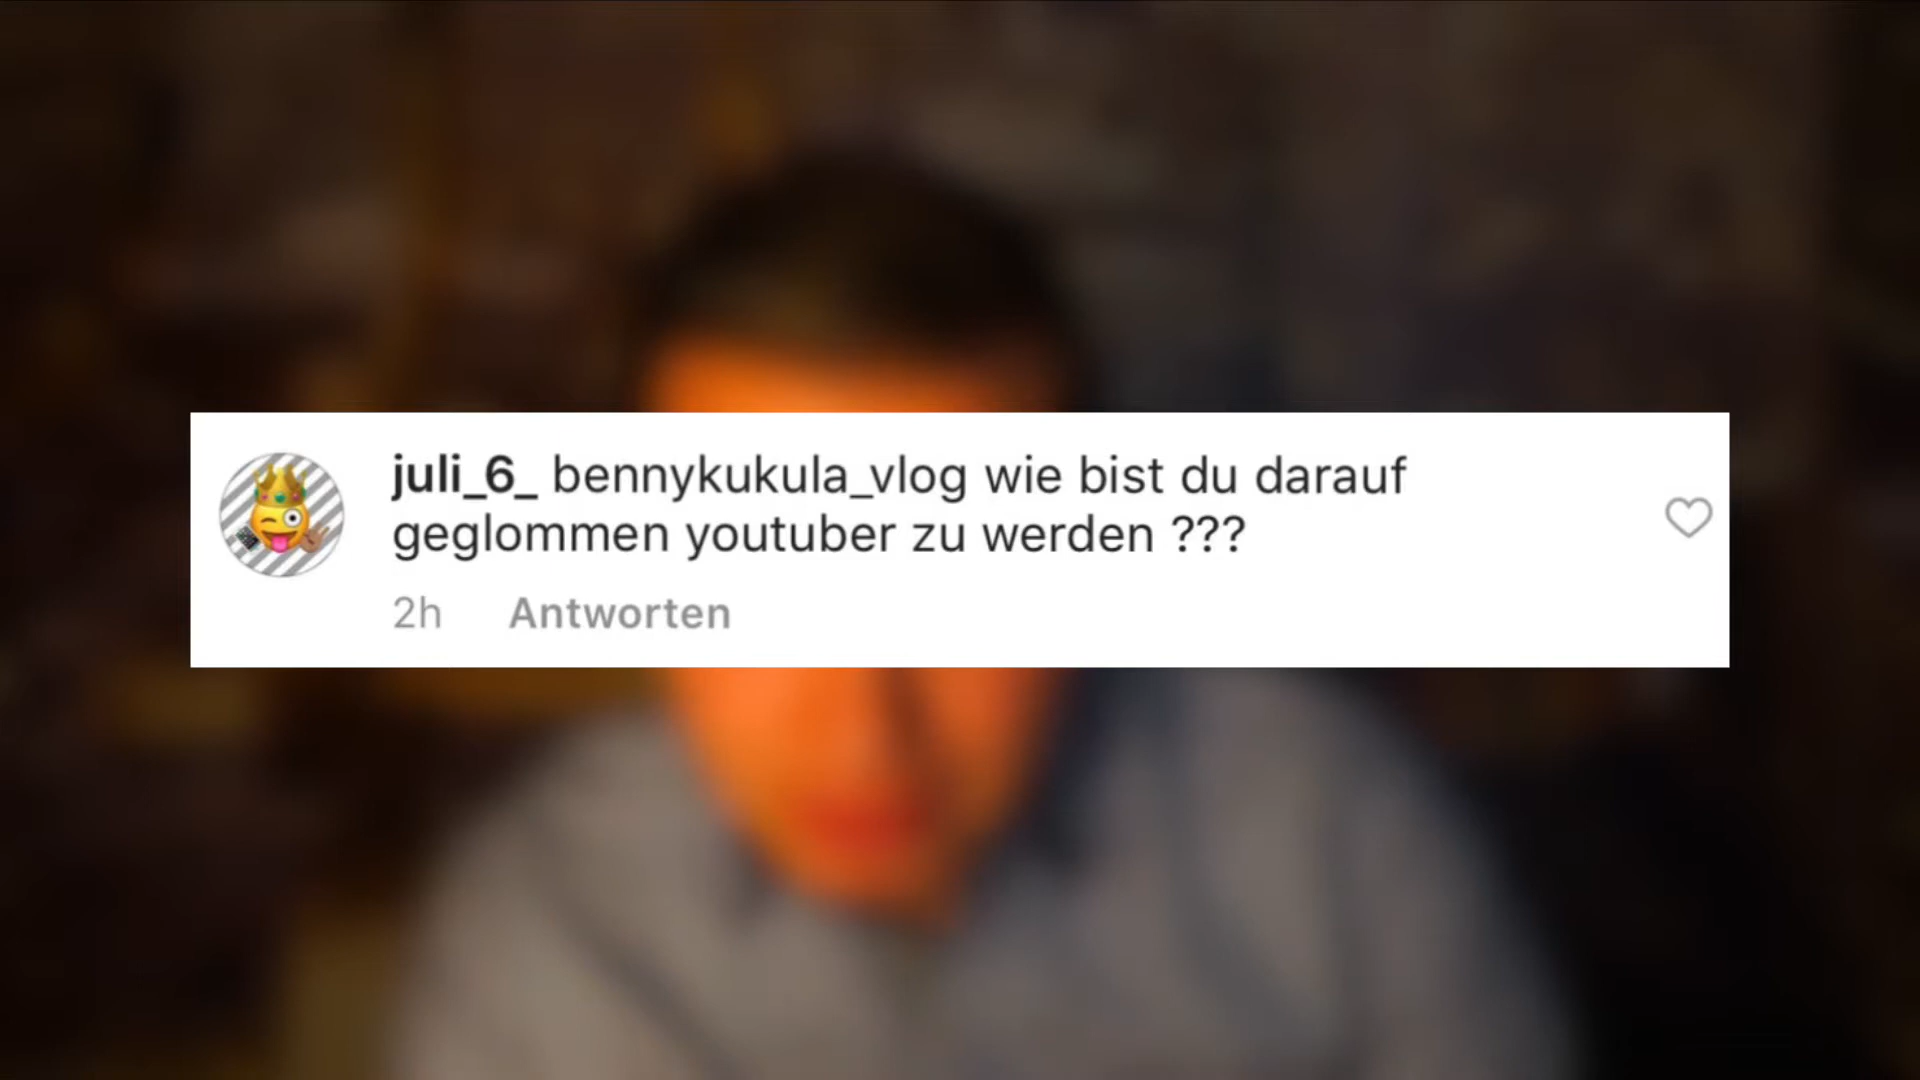 juli_6_ bennykukula_vlog wie bist du darauf
geglommen youtuber zu werden ???
2h Antworten